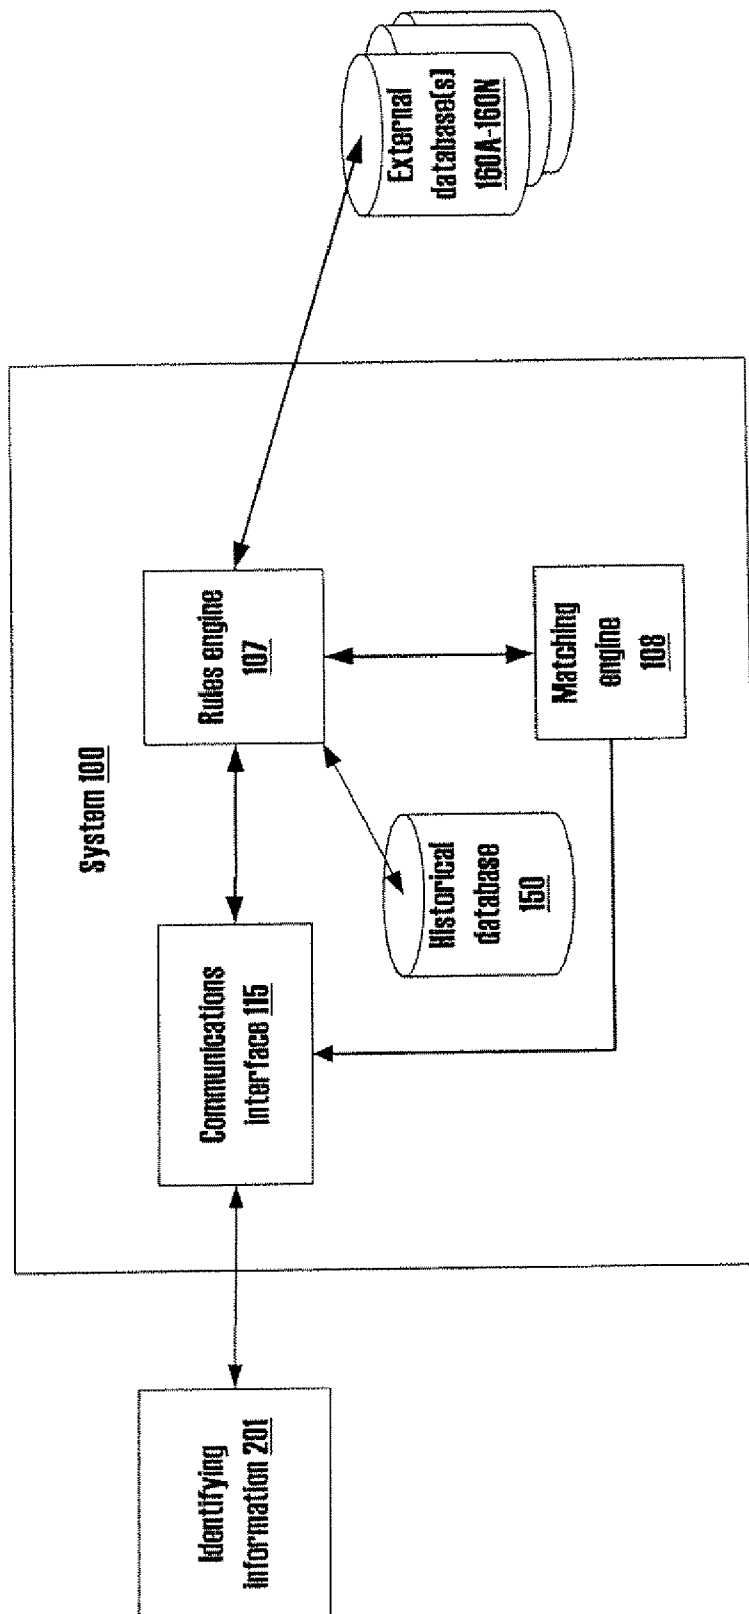 System 100
Identifying
information 201
Communications
interface 115
Rules engine
107
External
database(s)
160A-160N
Historical
database
150
Matching
engine
108